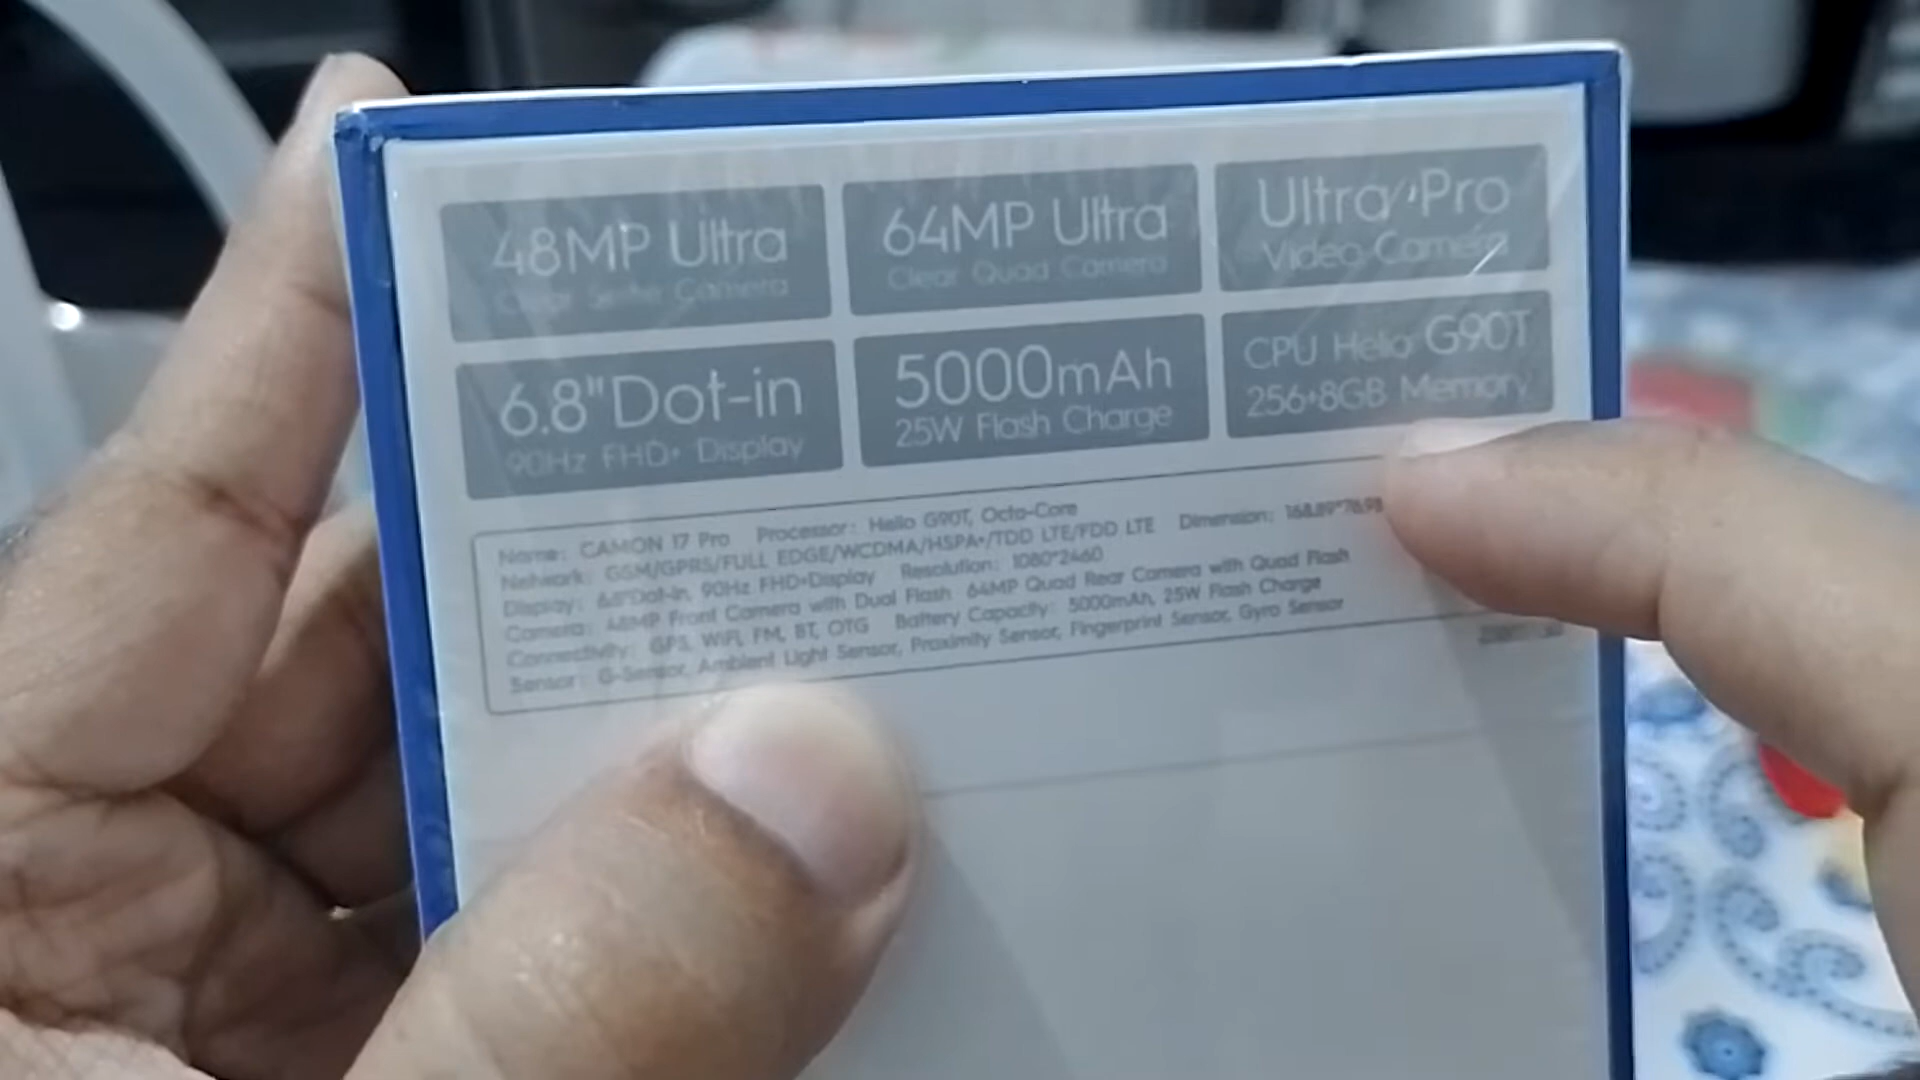 48MP Ultra
Clear Selfie Camera
64MP Ultra
Clear Quad Camera
Ultra Pro
Video Camera
6.8"Dot-in
90Hz FHD+ Display
5000mAh
25W Flash Charge
CPU Helio G90T
256+8GB Memory
Name: CAMON 17 Pro Processor: Helio G90T, Octa-Core
Network: GSM/GPRS/FULL EDGE/WCDMA/HSPA+/TDD LTE/FDD LTE Dimension: 168.89*76.98
Display: 6.8"Dot-in, 90Hz FHD+Display Resolution: 1080*2460
Camera: 48MP Front Camera with Dual Flash 64MP Quad Rear Camera with Quad Flash
Connectivity: GPS, WiFi, FM, BT, OTG Battery Capacity: 5000mAh, 25W Flash Charge
Sensor: G-Sensor, Ambient Light Sensor, Proximity Sensor, Fingerprint Sensor, Gyro Sensor